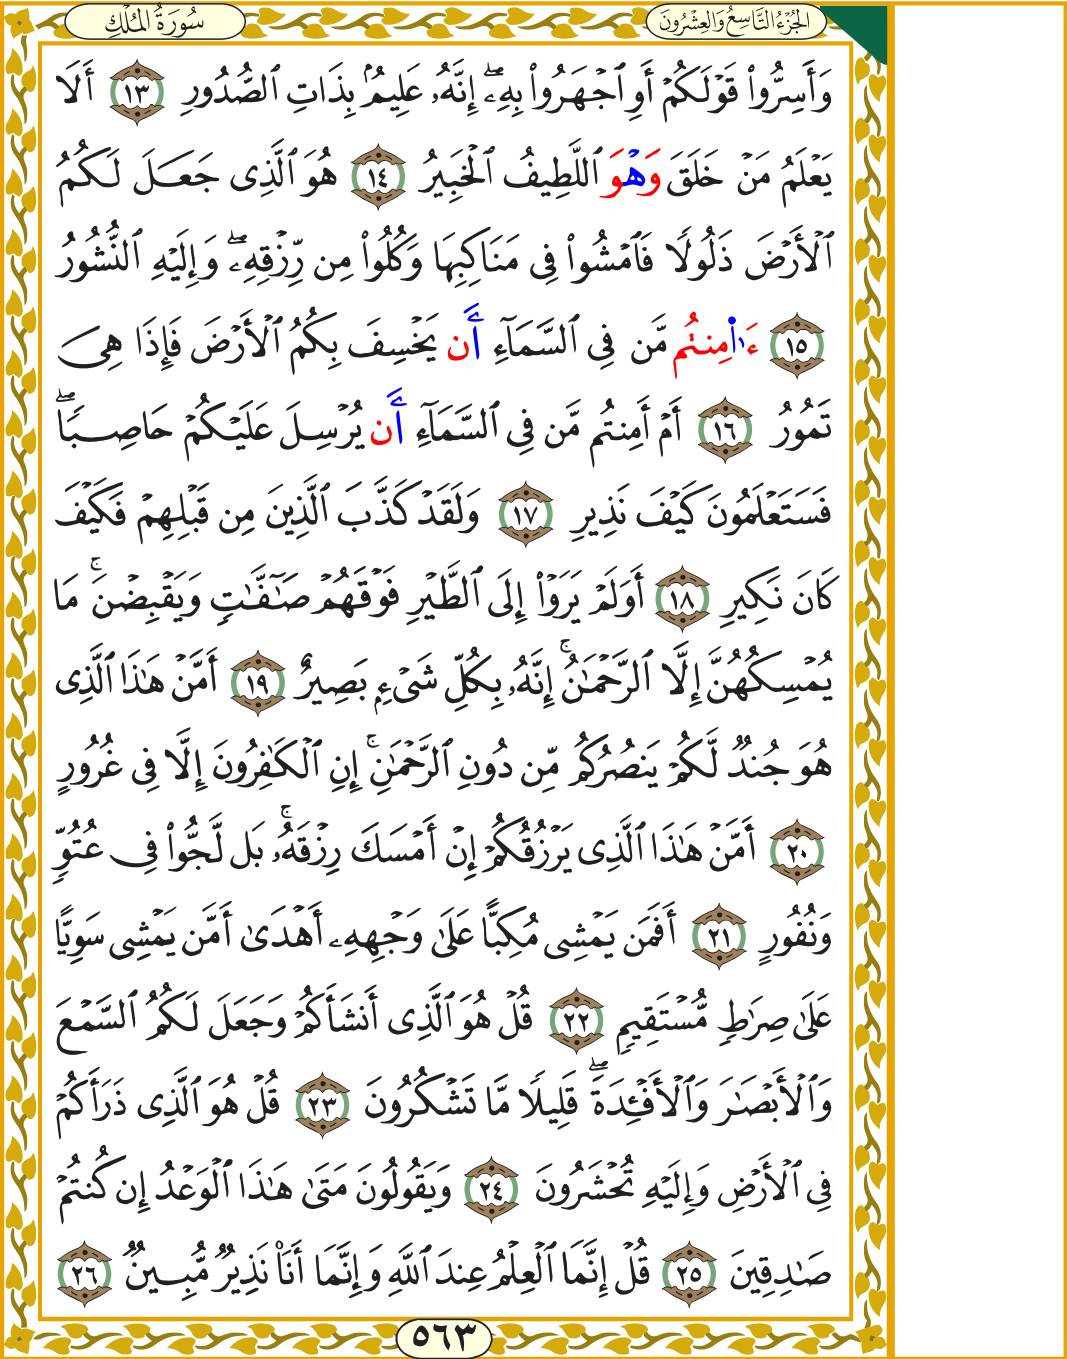 سُورَةُ المُلْكِ
الجُزْءُ التَّاسِعُ وَالعِشْرُونَ
وَأَسِرُّوا۟ قَوْلَكُمْ أَوِ ٱجْهَرُوا۟ بِهِۦٓۖ إِنَّهُۥ عَلِيمُۢ بِذَاتِ ٱلصُّدُورِ ١٣ أَلَا
يَعْلَمُ مَنْ خَلَقَ وَهْوَ ٱللَّطِيفُ ٱلْخَبِيرُ ١٤ هُوَ ٱلَّذِى جَعَلَ لَكُمُ
ٱلْأَرْضَ ذَلُولًا فَٱمْشُوا۟ فِى مَنَاكِبِهَا وَكُلُوا۟ مِن رِّزْقِهِۦۖ وَإِلَيْهِ ٱلنُّشُورُ
١٥ ءَا۬مِنتُم مَّن فِى ٱلسَّمَآءِ أَن يَخْسِفَ بِكُمُ ٱلْأَرْضَ فَإِذَا هِىَ
تَمُورُ ١٦ أَمْ أَمِنتُم مَّن فِى ٱلسَّمَآءِ أَن يُرْسِلَ عَلَيْكُمْ حَاصِبًاۖ
فَسَتَعْلَمُونَ كَيْفَ نَذِيرِ ١٧ وَلَقَدْ كَذَّبَ ٱلَّذِينَ مِن قَبْلِهِمْ فَكَيْفَ
كَانَ نَكِيرِ ١٨ أَوَلَمْ يَرَوْا۟ إِلَى ٱلطَّيْرِ فَوْقَهُمْ صَٰٓفَّٰتٍ وَيَقْبِضْنَۚ مَا
يُمْسِكُهُنَّ إِلَّا ٱلرَّحْمَٰنُۚ إِنَّهُۥ بِكُلِّ شَىْءٍۭ بَصِيرٌ ١٩ أَمَّنْ هَٰذَا ٱلَّذِى
هُوَ جُندٌ لَّكُمْ يَنصُرُكُم مِّن دُونِ ٱلرَّحْمَٰنِۚ إِنِ ٱلْكَٰفِرُونَ إِلَّا فِى غُرُورٍ
٢٠ أَمَّنْ هَٰذَا ٱلَّذِى يَرْزُقُكُمْ إِنْ أَمْسَكَ رِزْقَهُۥۚ بَل لَّجُّوا۟ فِى عُتُوٍّ
وَنُفُورٍ ٢١ أَفَمَن يَمْشِى مُكِبًّا عَلَىٰ وَجْهِهِۦ أَهْدَىٰ أَمَّن يَمْشِى سَوِيًّا
عَلَىٰ صِرَٰطٍ مُّسْتَقِيمٍ ٢٢ قُلْ هُوَ ٱلَّذِى أَنشَأَكُمْ وَجَعَلَ لَكُمُ ٱلسَّمْعَ
وَٱلْأَبْصَٰرَ وَٱلْأَفْـِٔدَةَۖ قَلِيلًا مَّا تَشْكُرُونَ ٢٣ قُلْ هُوَ ٱلَّذِى ذَرَأَكُمْ
فِى ٱلْأَرْضِ وَإِلَيْهِ تُحْشَرُونَ ٢٤ وَيَقُولُونَ مَتَىٰ هَٰذَا ٱلْوَعْدُ إِن كُنتُمْ
صَٰدِقِينَ ٢٥ قُلْ إِنَّمَا ٱلْعِلْمُ عِندَ ٱللَّهِ وَإِنَّمَا أَنَا۠ نَذِيرٌ مُّبِينٌ ٢٦
٥٦٣